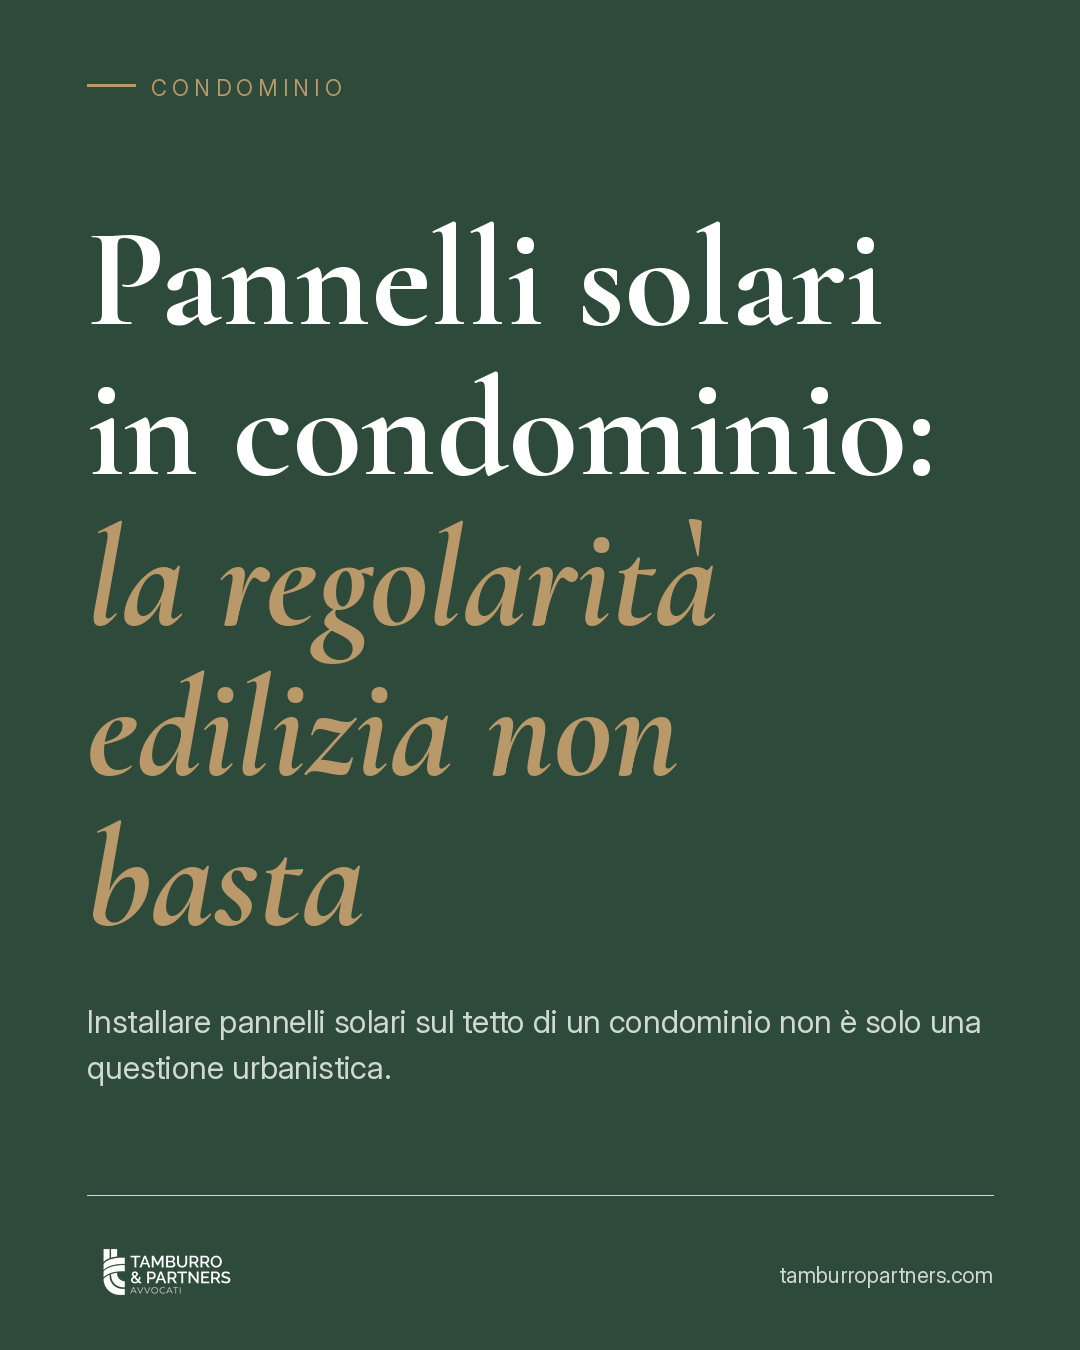 CONDOMINIO
Pannelli solari
in condominio:
la regolarità
edilizia non
basta
Installare pannelli solari sul tetto di un condominio non è solo una
questione urbanistica.
TAMBURRO
& PARTNERS
AVVOCATI
tamburropartners.com